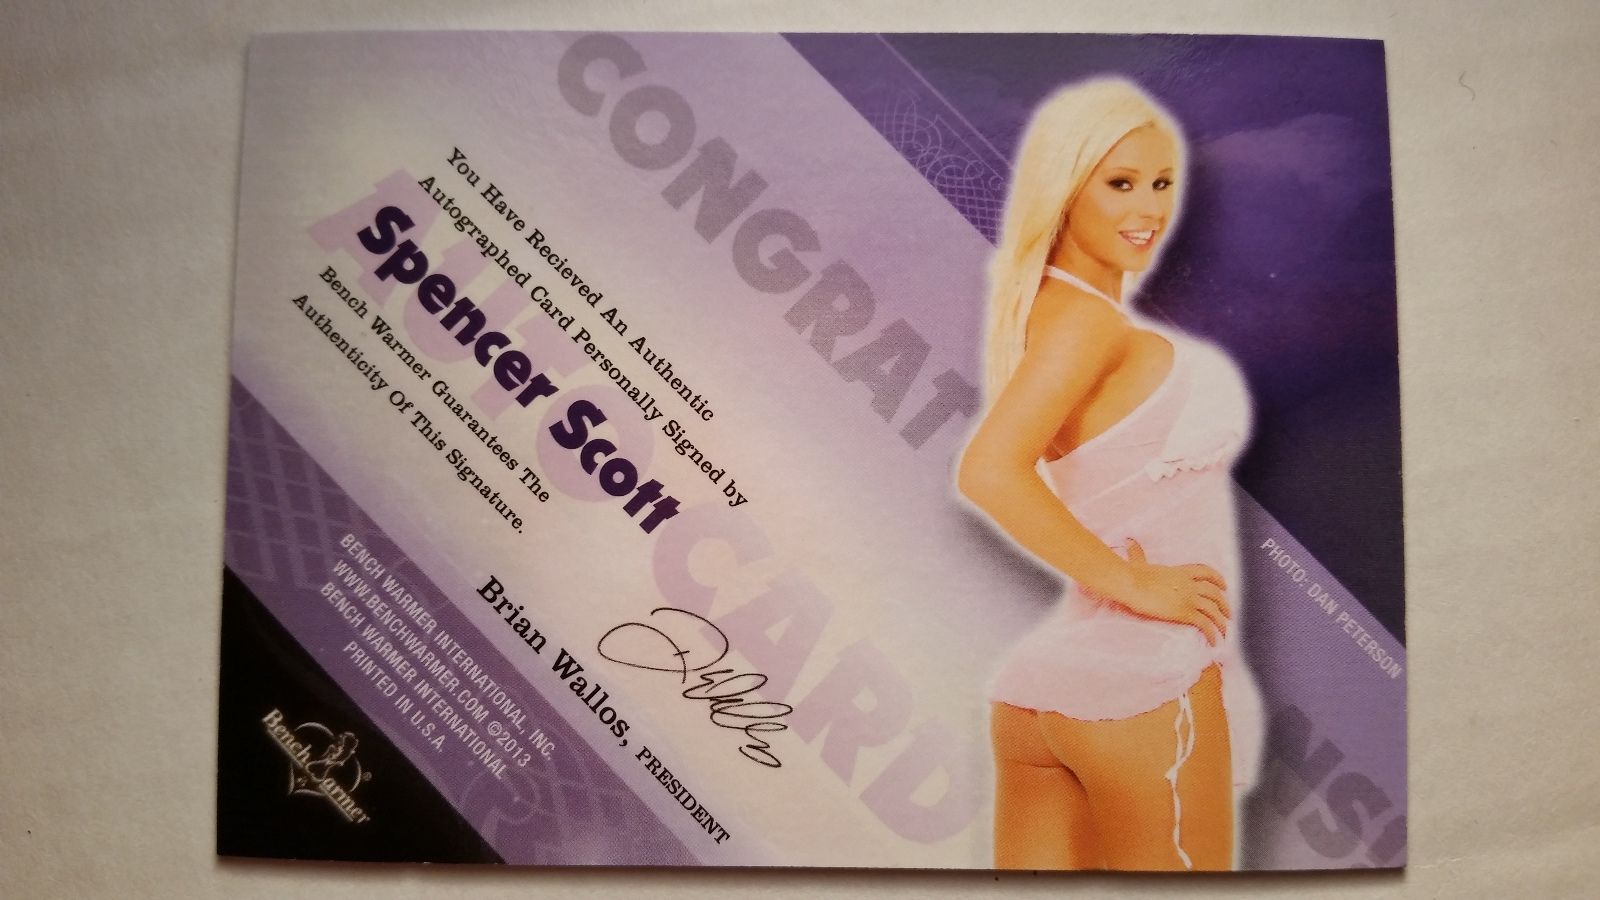 CONGRAT
NS!
AUTO CARD
You Have Recieved An Authentic
Autographed Card Personally Signed by
Spencer Scott
Bench Warmer Guarantees The
Authenticity Of This Signature.
Brian Wallos, PRESIDENT
BENCH WARMER INTERNATIONAL, INC.
WWW.BENCHWARMER.COM ©2013
BENCH WARMER INTERNATIONAL
PRINTED IN U.S.A
BenchWarmer®
PHOTO: DAN PETERSON